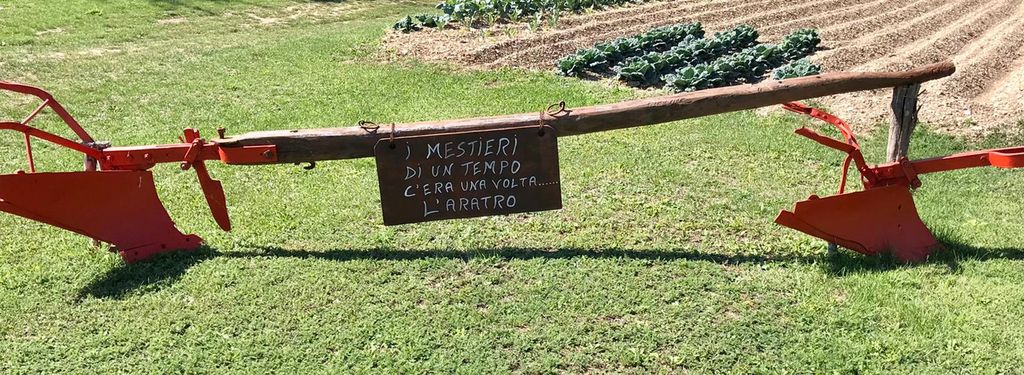 I MESTIERI
DI UN TEMPO
C'ERA UNA VOLTA......
L'ARATRO